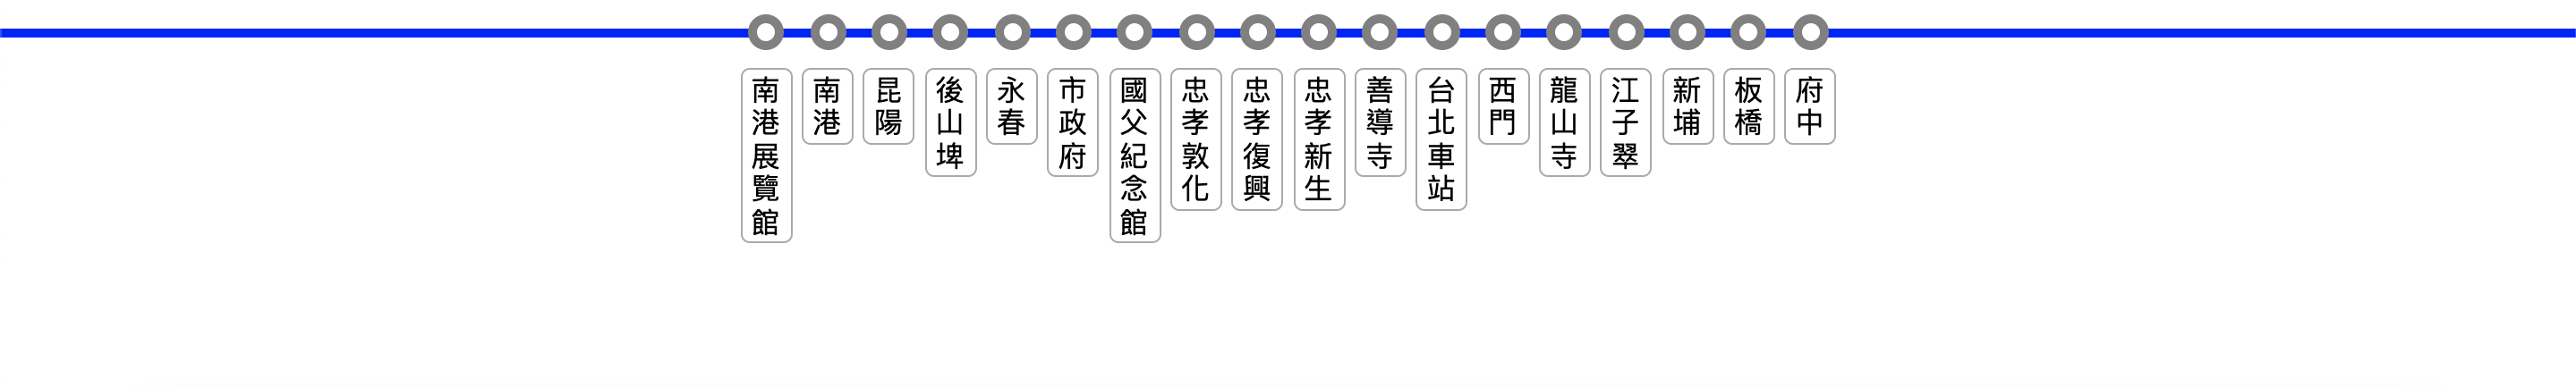 南港展覽館
南港
昆陽
後山埤
永春
市政府
國父紀念館
忠孝敦化
忠孝復興
忠孝新生
善導寺
台北車站
西門
龍山寺
江子翠
新埔
板橋
府中